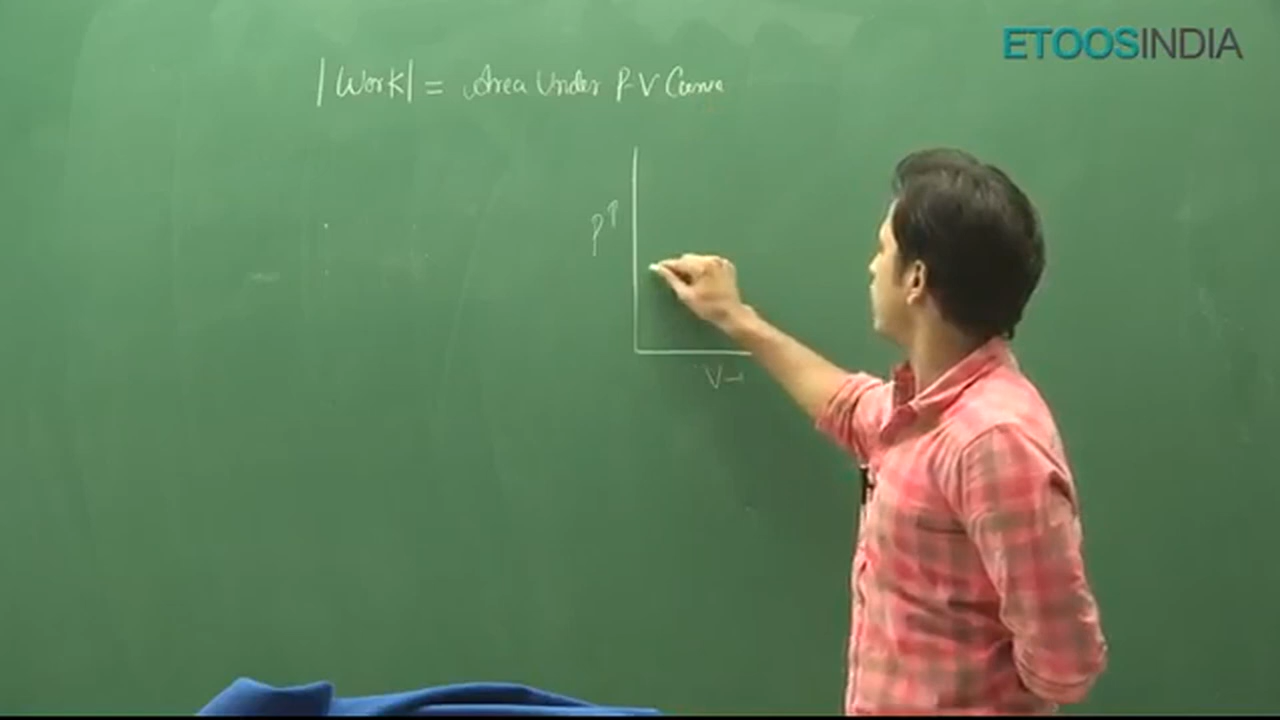 ETOOSINDIA
|Work| = Area Under P-V Curve
P↑
V→